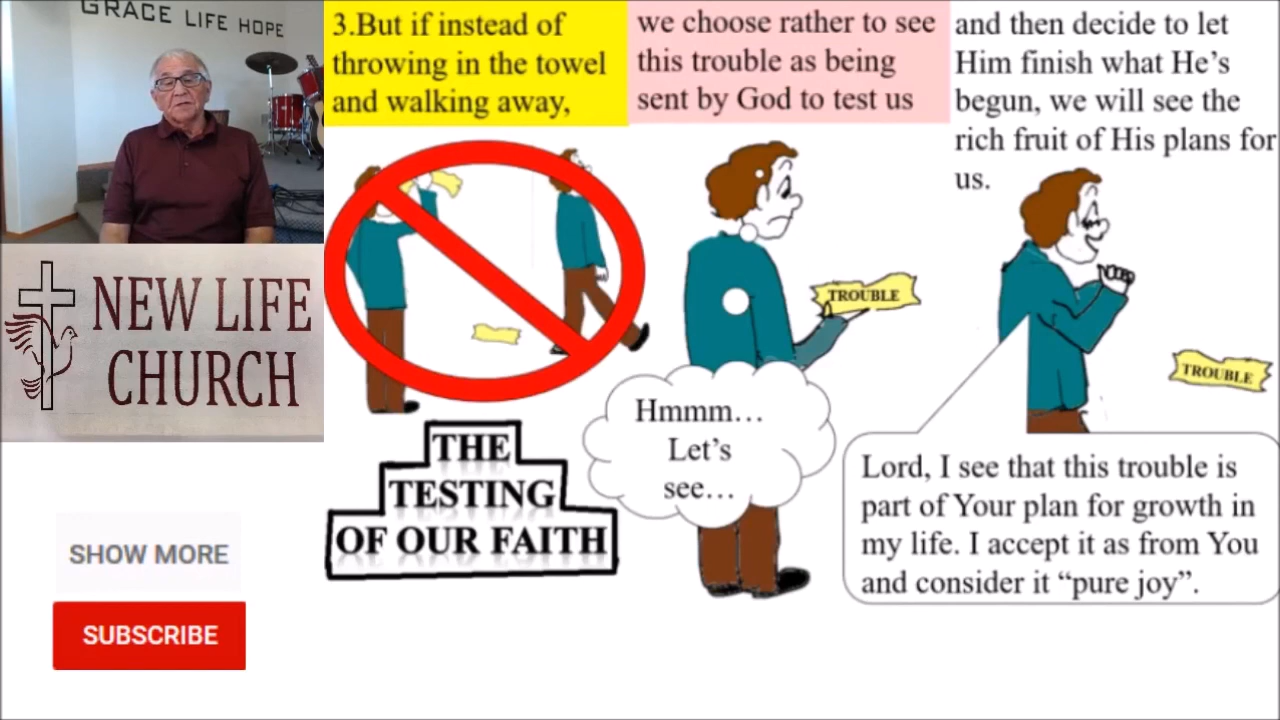 GRACE LIFE HOPE
NEW LIFE
CHURCH
SHOW MORE
SUBSCRIBE
3.But if instead of
throwing in the towel
and walking away,
we choose rather to see
this trouble as being
sent by God to test us
and then decide to let
Him finish what He’s
begun, we will see the
rich fruit of His plans for
us.
TROUBLE
TROUBLE
THE
TESTING
OF OUR FAITH
Hmmm…
Let’s
see…
Lord, I see that this trouble is
part of Your plan for growth in
my life. I accept it as from You
and consider it “pure joy”.